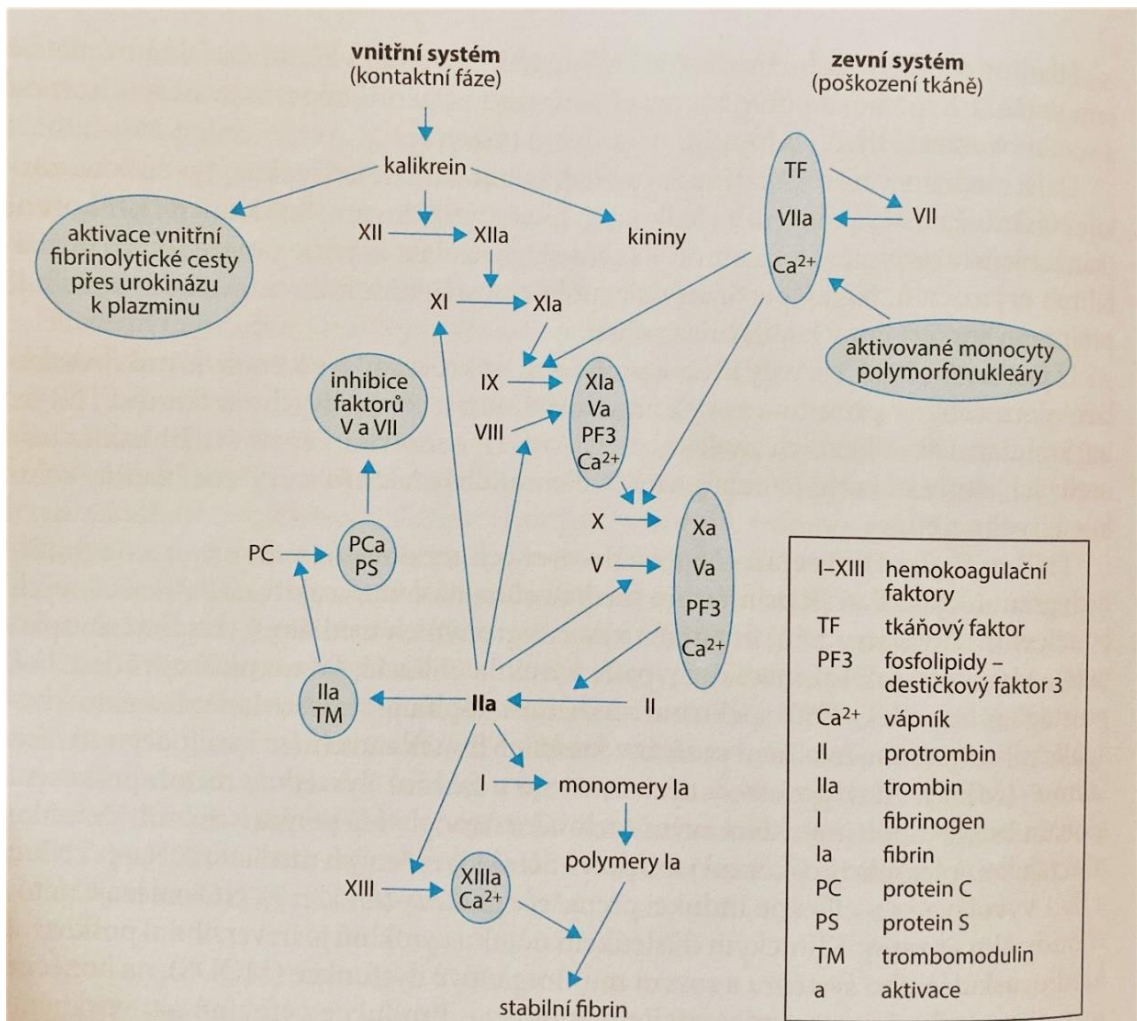 vnitřní systém
(kontaktní fáze)
zevní systém
(poškození tkáně)
kalikrein
TF
XII
XIIa
kininy
VIIa
VII
Ca²⁺
aktivace vnitřní
fibrinolytické cesty
přes urokinázu
k plazminu
XI
XIa
aktivované monocyty
polymorfonukleáry
inhibice
faktorů
V a VII
IX
VIII
XIa
Va
PF3
Ca²⁺
X
Xa
PC
PCa
PS
V
Va
PF3
Ca²⁺
IIa
TM
IIa
II
I
monomery Ia
polymery Ia
XIII
XIIIa
Ca²⁺
stabilní fibrin
I–XIII hemokoagulační
faktory
TF tkáňový faktor
PF3 fosfolipidy –
destičkový faktor 3
Ca²⁺ vápník
II protrombin
IIa trombin
I fibrinogen
Ia fibrin
PC protein C
PS protein S
TM trombomodulin
a aktivace